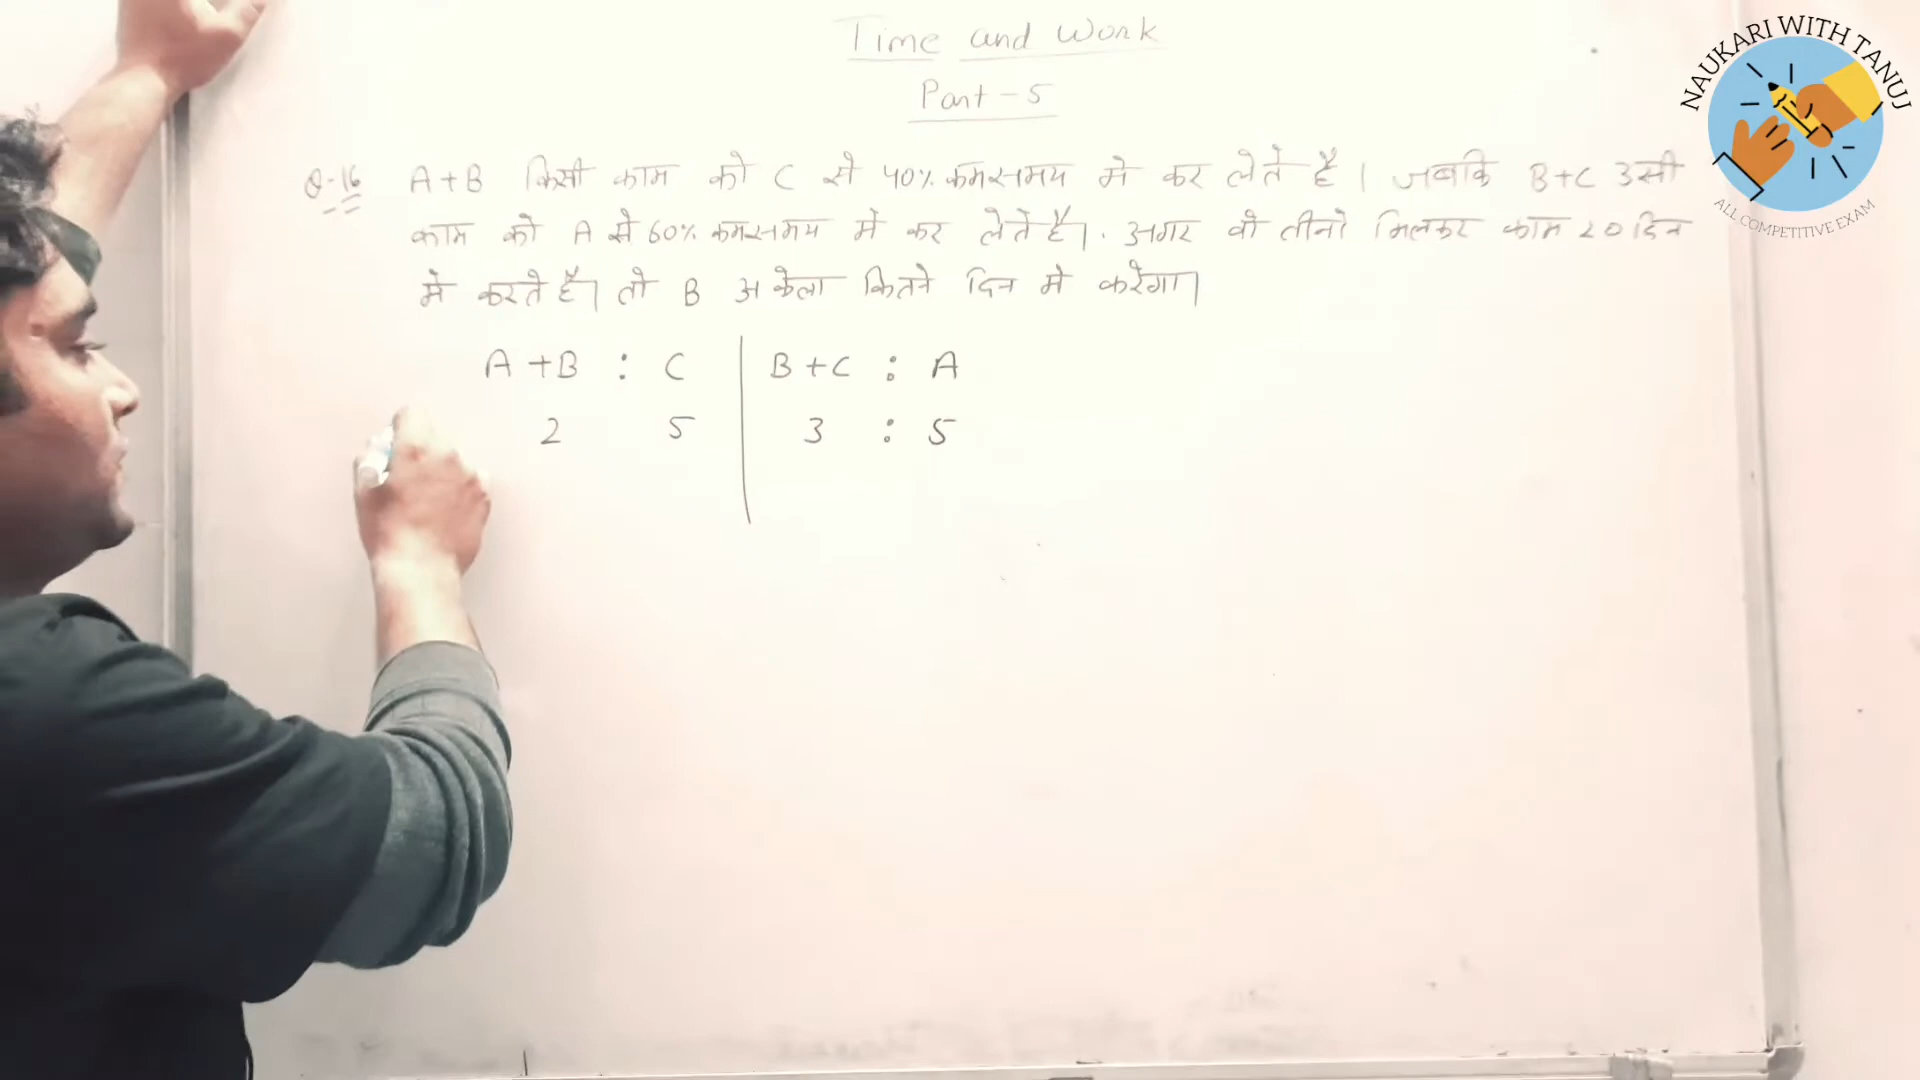 Time and Work
Part - 5
Q-16 A+B किसी काम को C से 40% कमसमय मे कर लेते है । जबकि B+C उसी
काम को A से 60% कमसमय मे कर लेते है। . अगर वो तीनो मिलकर काम 20 दिन
मे करते है। तो B अकेला कितने दिन मे करेगा।
A+B : C B+C : A
2 5 3 : 5
NAUKARI WITH TANUJ
ALL COMPETITIVE EXAM